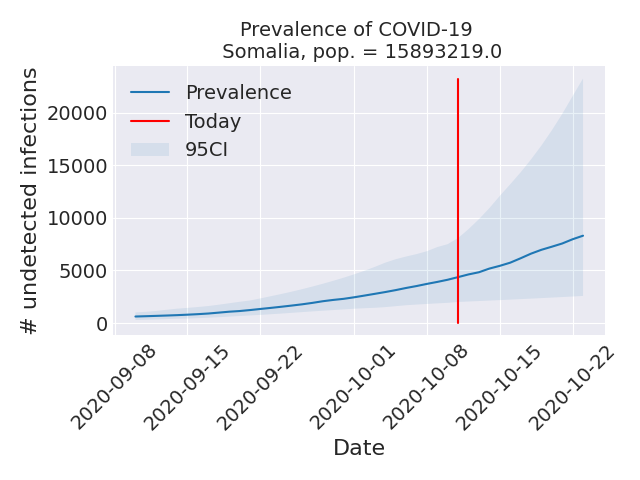 Prevalence of COVID-19
Somalia, pop. = 15893219.0
# undetected infections
20000
15000
10000
5000
0
Prevalence
Today
95CI
2020-09-08
2020-09-15
2020-09-22
2020-10-01
2020-10-08
2020-10-15
2020-10-22
Date